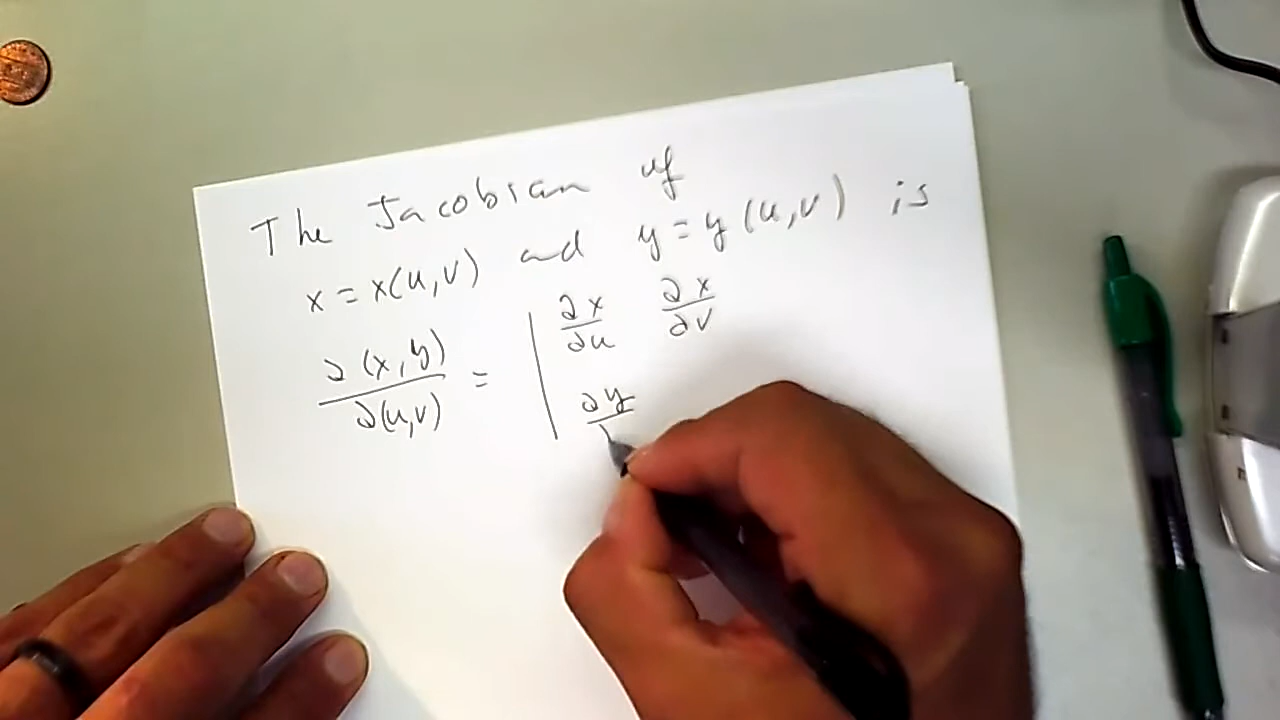 The Jacobian of
x = x(u,v) and y = y(u,v) is
∂(x,y)/∂(u,v) = | ∂x/∂u ∂x/∂v
∂y/